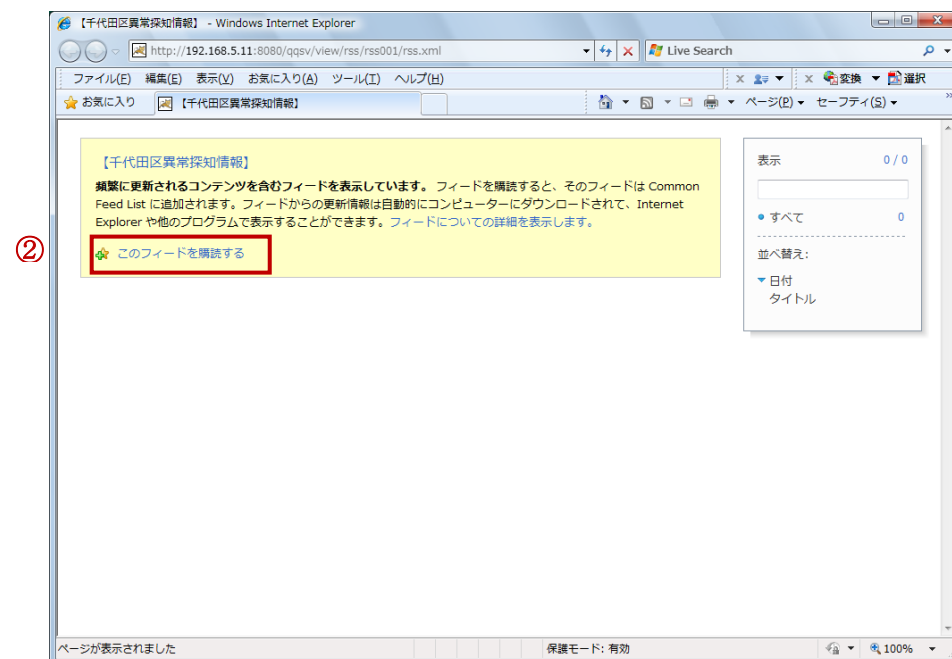 【千代田区異常探知情報】 - Windows Internet Explorer
http://192.168.5.11:8080/qqsv/view/rss/rss001/rss.xml
Live Search
ファイル(F) 編集(E) 表示(V) お気に入り(A) ツール(T) ヘルプ(H)
x 変換 選択
お気に入り 【千代田区異常探知情報】
ページ(P) セーフティ(S) »
【千代田区異常探知情報】
頻繁に更新されるコンテンツを含むフィードを表示しています。 フィードを購読すると、そのフィードは Common
Feed List に追加されます。フィードからの更新情報は自動的にコンピューターにダウンロードされて、Internet
Explorer や他のプログラムで表示することができます。フィードについての詳細を表示します。
② このフィードを購読する
表示 0 / 0
すべて 0
並べ替え:
日付
タイトル
ページが表示されました
保護モード: 有効
100%